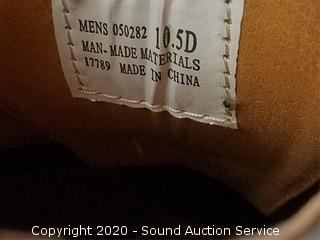 MENS 050282 10.5D
MAN-MADE MATERIALS
17789 MADE IN CHINA
Copyright 2020 - Sound Auction Service